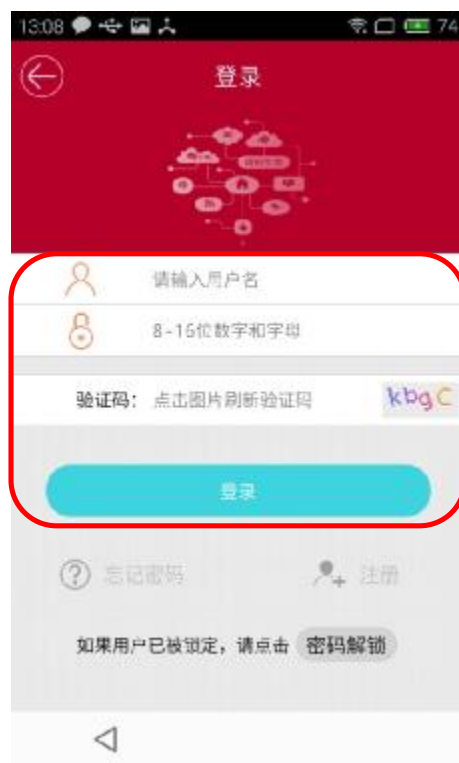 13:08 74
登录
请输入用户名
8-16位数字和字母
验证码： 点击图片刷新验证码 kbgC
登录
忘记密码 注册
如果用户已被锁定，请点击 密码解锁